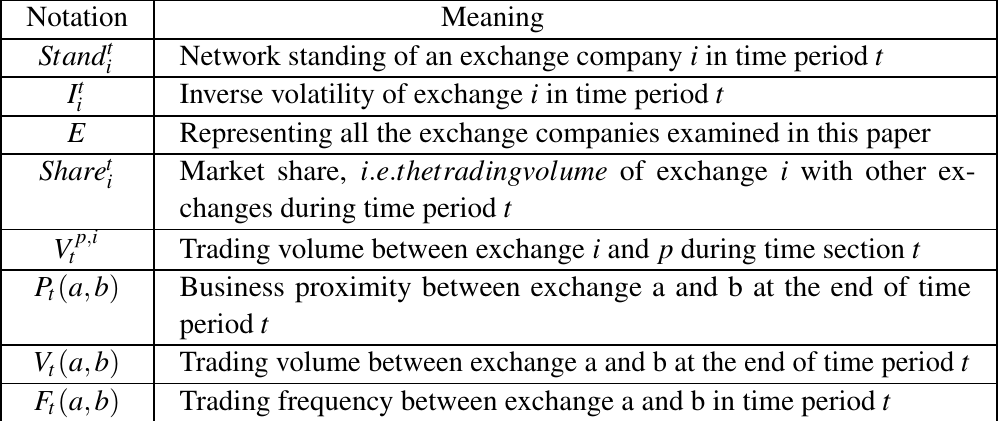 Notation Meaning
Stand_i^t Network standing of an exchange company i in time period t
I_i^t Inverse volatility of exchange i in time period t
E Representing all the exchange companies examined in this paper
Share_i^t Market share, i.e.thetradingvolume of exchange i with other ex-
changes during time period t
V_t^{p,i} Trading volume between exchange i and p during time section t
P_t(a,b) Business proximity between exchange a and b at the end of time
period t
V_t(a,b) Trading volume between exchange a and b at the end of time period t
F_t(a,b) Trading frequency between exchange a and b in time period t